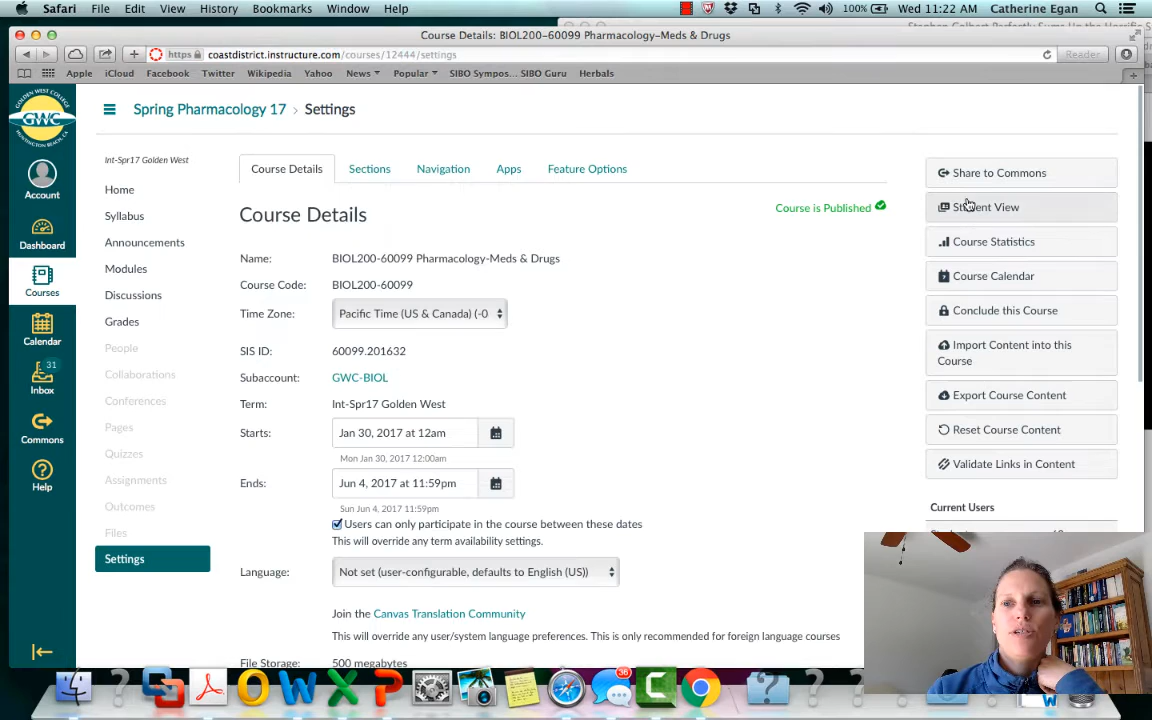 Safari File Edit View History Bookmarks Window Help 100% Wed 11:22 AM Catherine Egan
Course Details: BIOL200-60099 Pharmacology-Meds & Drugs
https coastdistrict.instructure.com/courses/12444/settings Reader
Apple iCloud Facebook Twitter Wikipedia Yahoo News Popular SIBO Sympos... SIBO Guru Herbals
GOLDEN WEST COLLEGE
GWC
HUNTINGTON BEACH, CA
Account
Dashboard
Courses
Calendar
31
Inbox
Commons
Help
Spring Pharmacology 17 > Settings
Int-Spr17 Golden West
Home
Syllabus
Announcements
Modules
Discussions
Grades
People
Collaborations
Conferences
Pages
Quizzes
Assignments
Outcomes
Files
Settings
Course Details Sections Navigation Apps Feature Options
Course Details
Course is Published
Name: BIOL200-60099 Pharmacology-Meds & Drugs
Course Code: BIOL200-60099
Time Zone: Pacific Time (US & Canada) (-0
SIS ID: 60099.201632
Subaccount: GWC-BIOL
Term: Int-Spr17 Golden West
Starts: Jan 30, 2017 at 12am
Mon Jan 30, 2017 12:00am
Ends: Jun 4, 2017 at 11:59pm
Sun Jun 4, 2017 11:59pm
Users can only participate in the course between these dates
This will override any term availability settings.
Language: Not set (user-configurable, defaults to English (US))
Join the Canvas Translation Community
This will override any user/system language preferences. This is only recommended for foreign language courses
File Storage: 500 megabytes
Share to Commons
Student View
Course Statistics
Course Calendar
Conclude this Course
Import Content into this
Course
Export Course Content
Reset Course Content
Validate Links in Content
Current Users
36